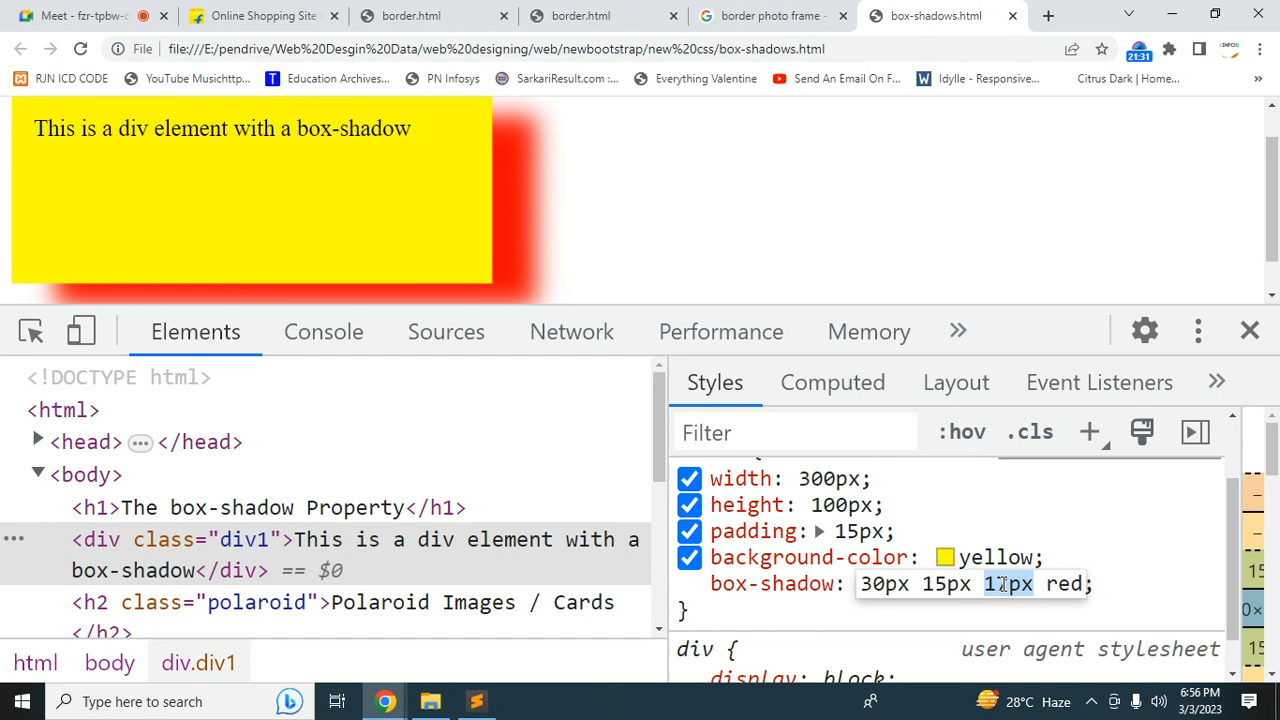 Meet - fzr-tpbw-
Online Shopping Site
border.html
border.html
border photo frame -
box-shadows.html
File
file:///E:/pendrive/Web%20Desgin%20Data/web%20designing/web/newbootstrap/new%20css/box-shadows.html
21:31
RJN ICD CODE
YouTube Musichttp...
Education Archives...
PN Infosys
SarkariResult.com :...
Everything Valentine
Send An Email On F...
Idylle - Responsive...
Citrus Dark | Home...
This is a div element with a box-shadow
Elements
Console
Sources
Network
Performance
Memory
<!DOCTYPE html>
<html>
<head> ... </head>
<body>
<h1>The box-shadow Property</h1>
<div class="div1">This is a div element with a
box-shadow</div> == $0
<h2 class="polaroid">Polaroid Images / Cards
</h2>
html
body
div.div1
Styles
Computed
Layout
Event Listeners
Filter
:hov
.cls
width: 300px;
height: 100px;
padding: 15px;
background-color: yellow;
box-shadow: 30px 15px 17px red;
}
div {
user agent stylesheet
display: block;
15
15
Type here to search
28°C Haze
6:56 PM
3/3/2023